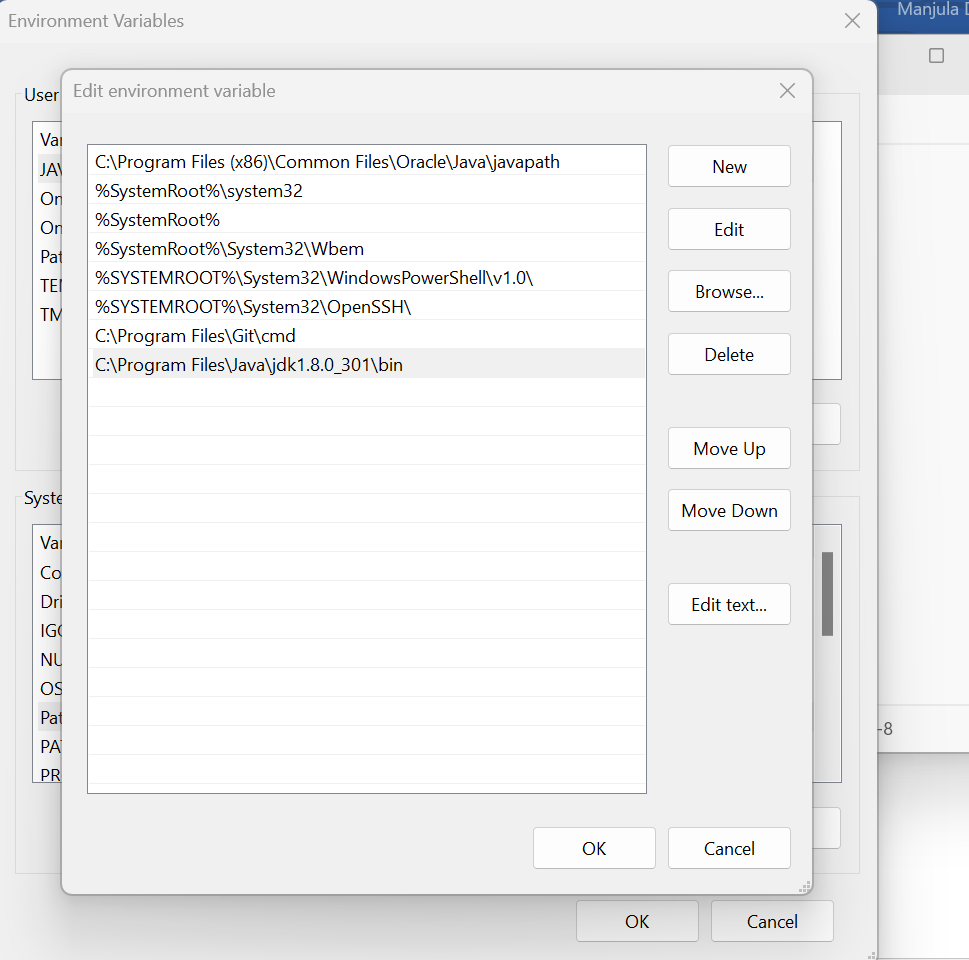 Environment Variables
Manjula
Edit environment variable
User
C:\Program Files (x86)\Common Files\Oracle\Java\javapath
%SystemRoot%\system32
%SystemRoot%
%SystemRoot%\System32\Wbem
%SYSTEMROOT%\System32\WindowsPowerShell\v1.0\
%SYSTEMROOT%\System32\OpenSSH\
C:\Program Files\Git\cmd
C:\Program Files\Java\jdk1.8.0_301\bin
New
Edit
Browse...
Delete
Move Up
Move Down
Edit text...
OK
Cancel
Var
JAV
On
On
Pat
TEM
TM
Syste
Var
Co
Dri
IGC
NU
OS
Pat
PAT
PR
-8
OK
Cancel